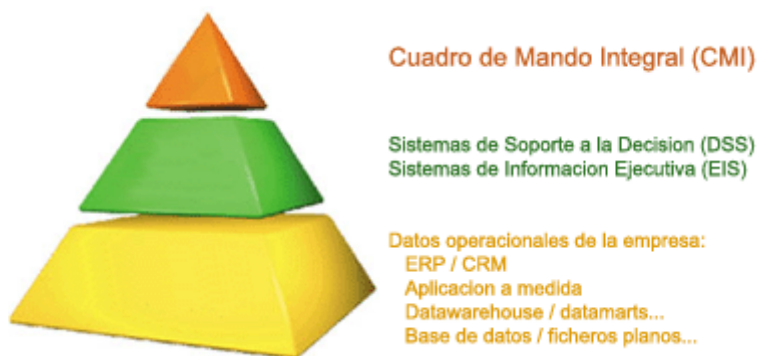 Cuadro de Mando Integral (CMI)
Sistemas de Soporte a la Decision (DSS)
Sistemas de Informacion Ejecutiva (EIS)
Datos operacionales de la empresa:
ERP / CRM
Aplicacion a medida
Datawarehouse / datamarts...
Base de datos / ficheros planos...